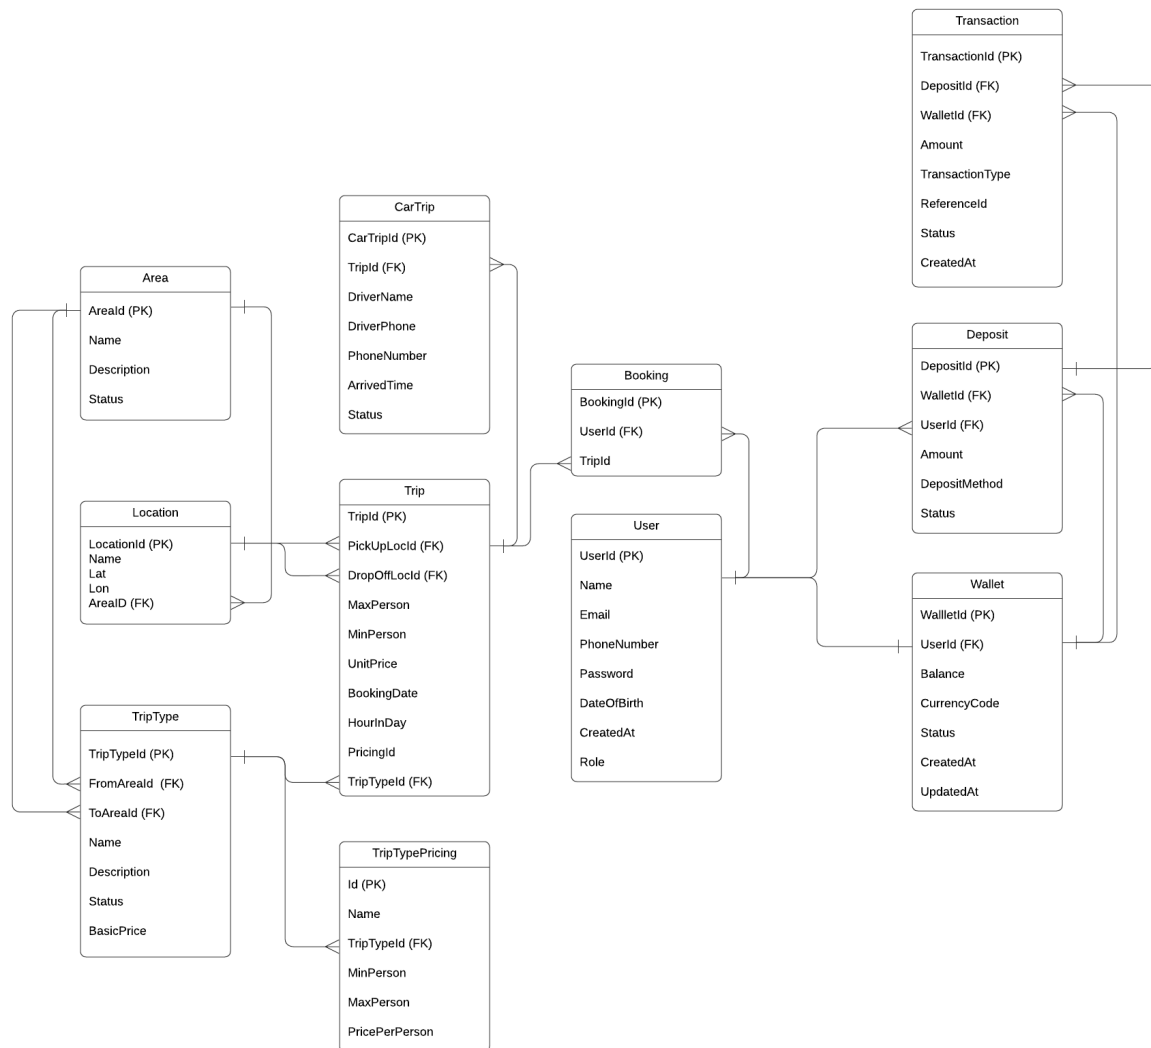 Transaction
TransactionId (PK)
DepositId (FK)
WalletId (FK)
Amount
TransactionType
ReferenceId
Status
CreatedAt
CarTrip
CarTripId (PK)
TripId (FK)
DriverName
DriverPhone
PhoneNumber
ArrivedTime
Status
Area
AreaId (PK)
Name
Description
Status
Deposit
DepositId (PK)
WalletId (FK)
UserId (FK)
Amount
DepositMethod
Status
Booking
BookingId (PK)
UserId (FK)
TripId
Trip
TripId (PK)
PickUpLocId (FK)
DropOffLocId (FK)
MaxPerson
MinPerson
UnitPrice
BookingDate
HourInDay
PricingId
TripTypeId (FK)
Location
LocationId (PK)
Name
Lat
Lon
AreaID (FK)
User
UserId (PK)
Name
Email
PhoneNumber
Password
DateOfBirth
CreatedAt
Role
Wallet
WallletId (PK)
UserId (FK)
Balance
CurrencyCode
Status
CreatedAt
UpdatedAt
TripType
TripTypeId (PK)
FromAreaId (FK)
ToAreaId (FK)
Name
Description
Status
BasicPrice
TripTypePricing
Id (PK)
Name
TripTypeId (FK)
MinPerson
MaxPerson
PricePerPerson